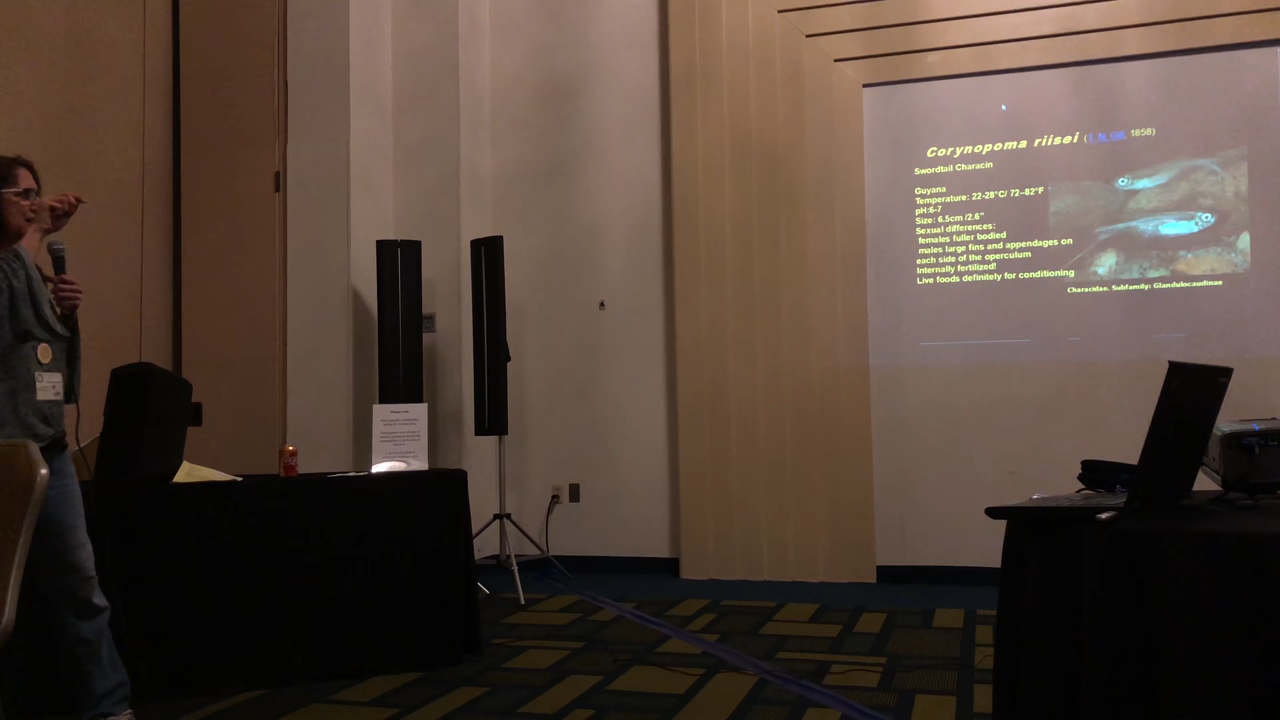 Corynopoma riisei (T. N. Gill, 1858)
Swordtail Characin
Guyana
Temperature: 22-28°C/ 72–82°F
pH:6-7
Size: 6.5cm /2.6"
Sexual differences:
females fuller bodied
males large fins and appendages on
each side of the operculum
Internally fertilized!
Live foods definitely for conditioning
Characidae, Subfamily: Glandulocaudinae